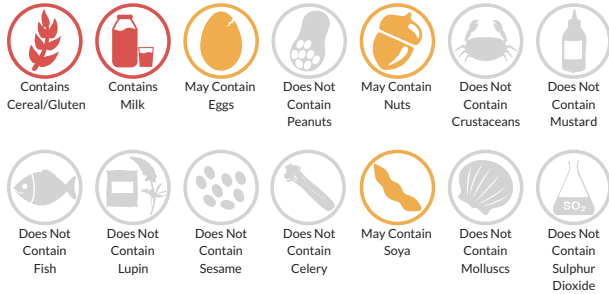 Contains
Cereal/Gluten
Contains
Milk
May Contain
Eggs
Does Not
Contain
Peanuts
May Contain
Nuts
Does Not
Contain
Crustaceans
Does Not
Contain
Mustard
SO₂
Does Not
Contain
Fish
Does Not
Contain
Lupin
Does Not
Contain
Sesame
Does Not
Contain
Celery
May Contain
Soya
Does Not
Contain
Molluscs
Does Not
Contain
Sulphur
Dioxide